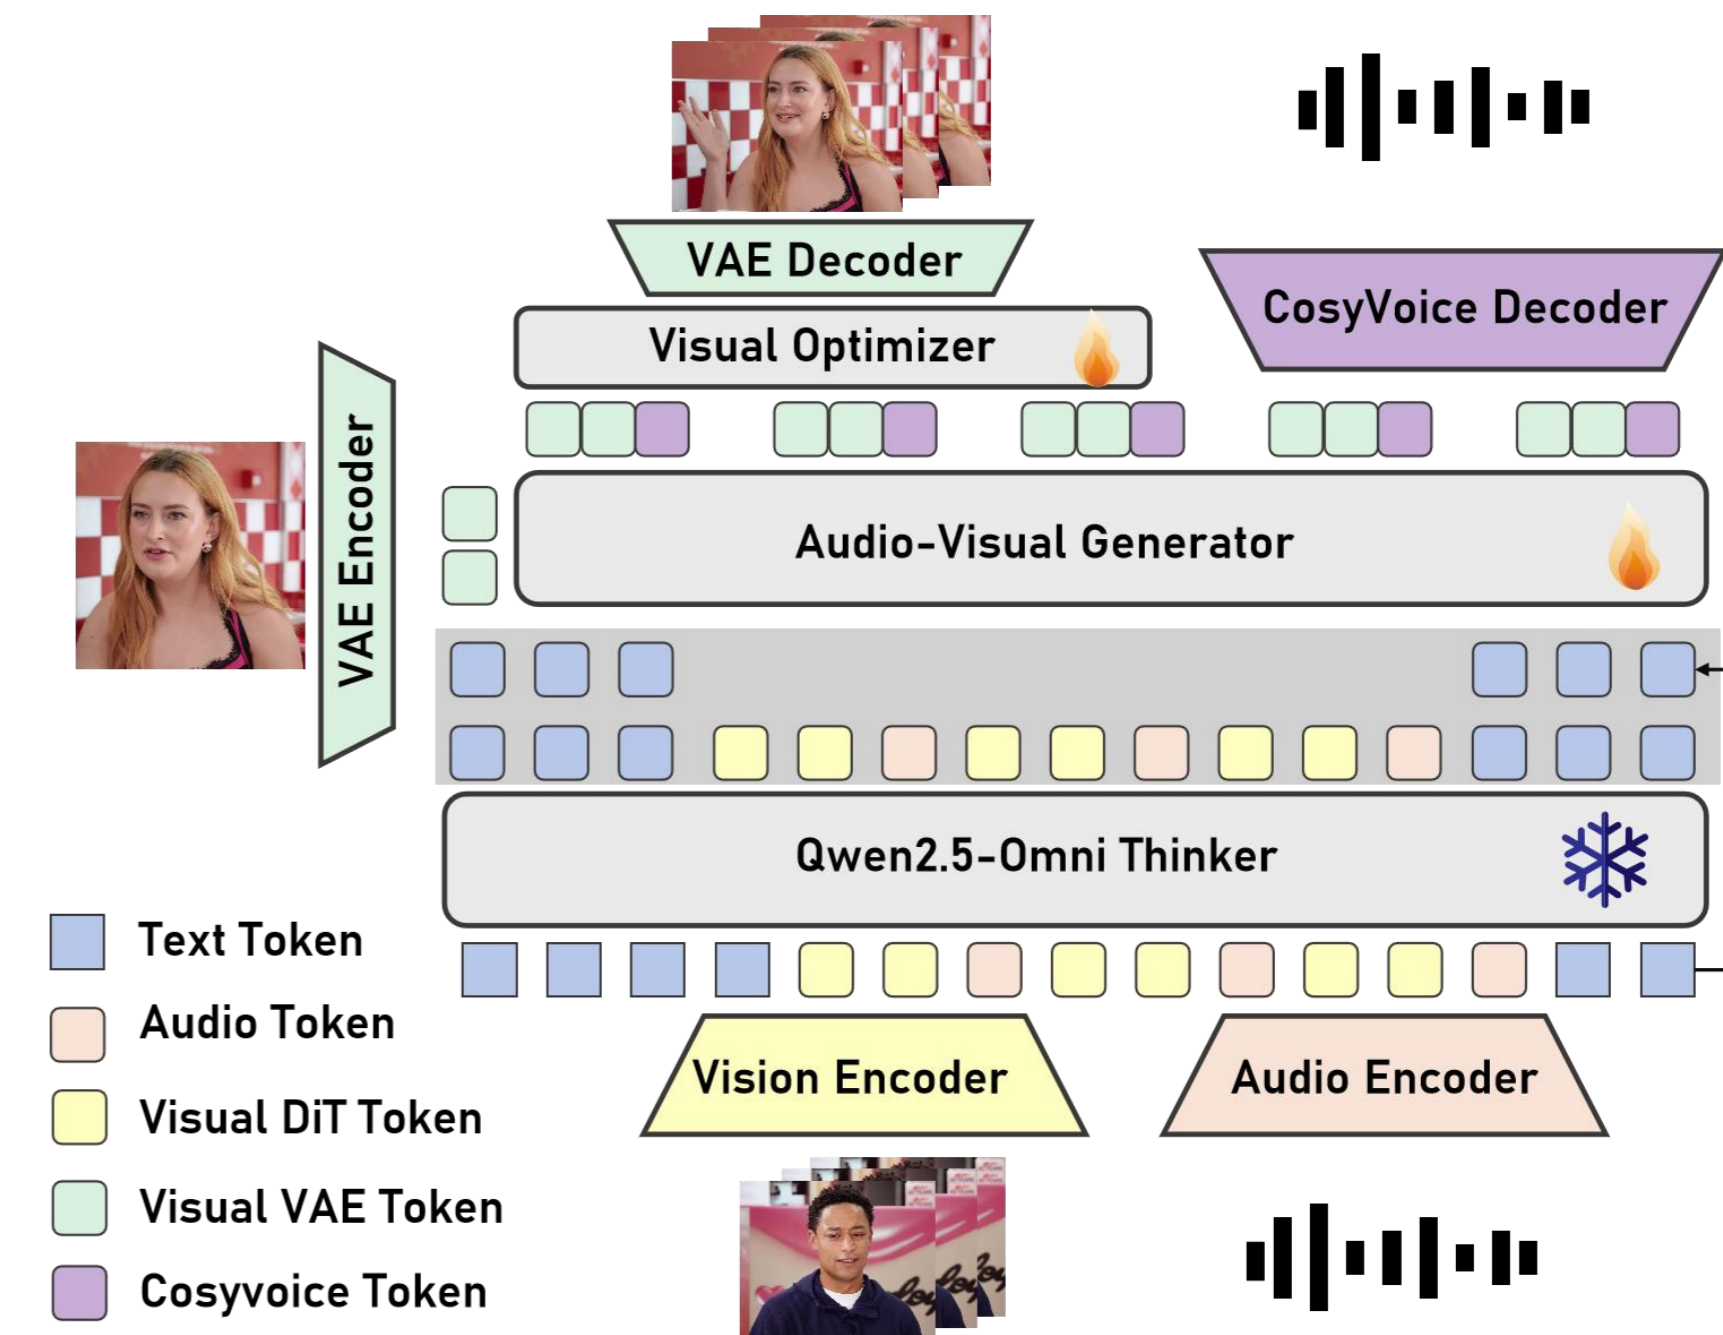 VAE Decoder
CosyVoice Decoder
Visual Optimizer
VAE Encoder
Audio-Visual Generator
Qwen2.5-Omni Thinker
Text Token
Audio Token
Vision Encoder
Audio Encoder
Visual DiT Token
Visual VAE Token
Cosyvoice Token